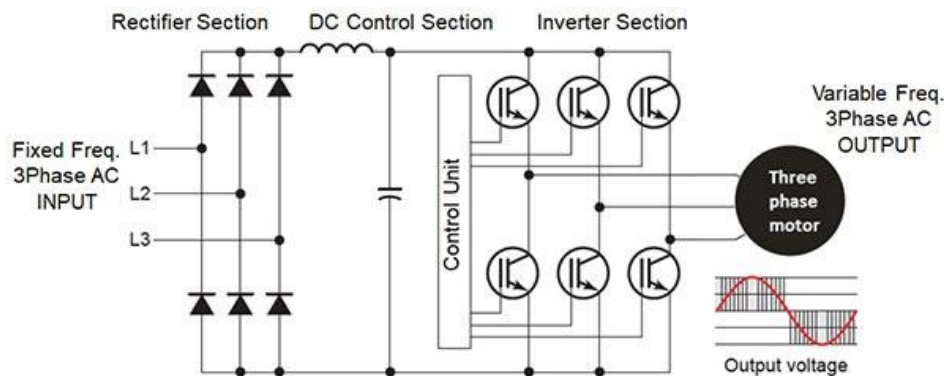 Rectifier Section
DC Control Section
Inverter Section
Variable Freq.
3Phase AC
OUTPUT
Fixed Freq.
3Phase AC
INPUT
L1
L2
L3
Control Unit
Three
phase
motor
Output voltage